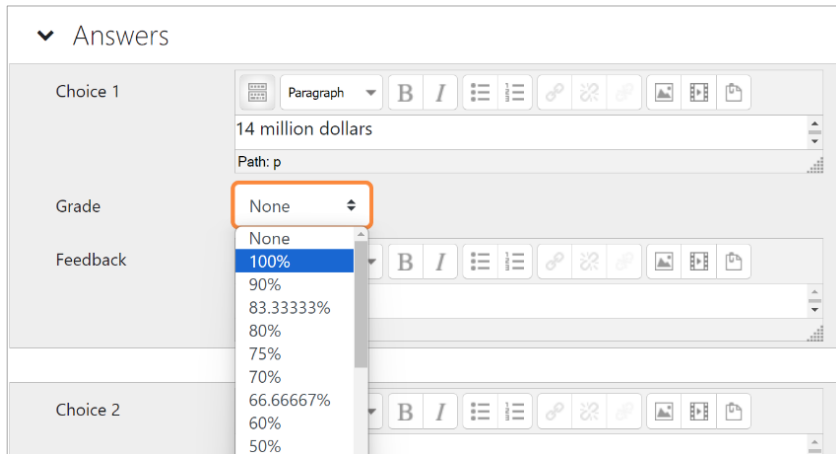 Answers
Choice 1
Paragraph B I
14 million dollars
Path: p
Grade
None
None
Feedback
100%
B I
90%
83.33333%
80%
75%
70%
66.66667%
Choice 2
B I
60%
50%